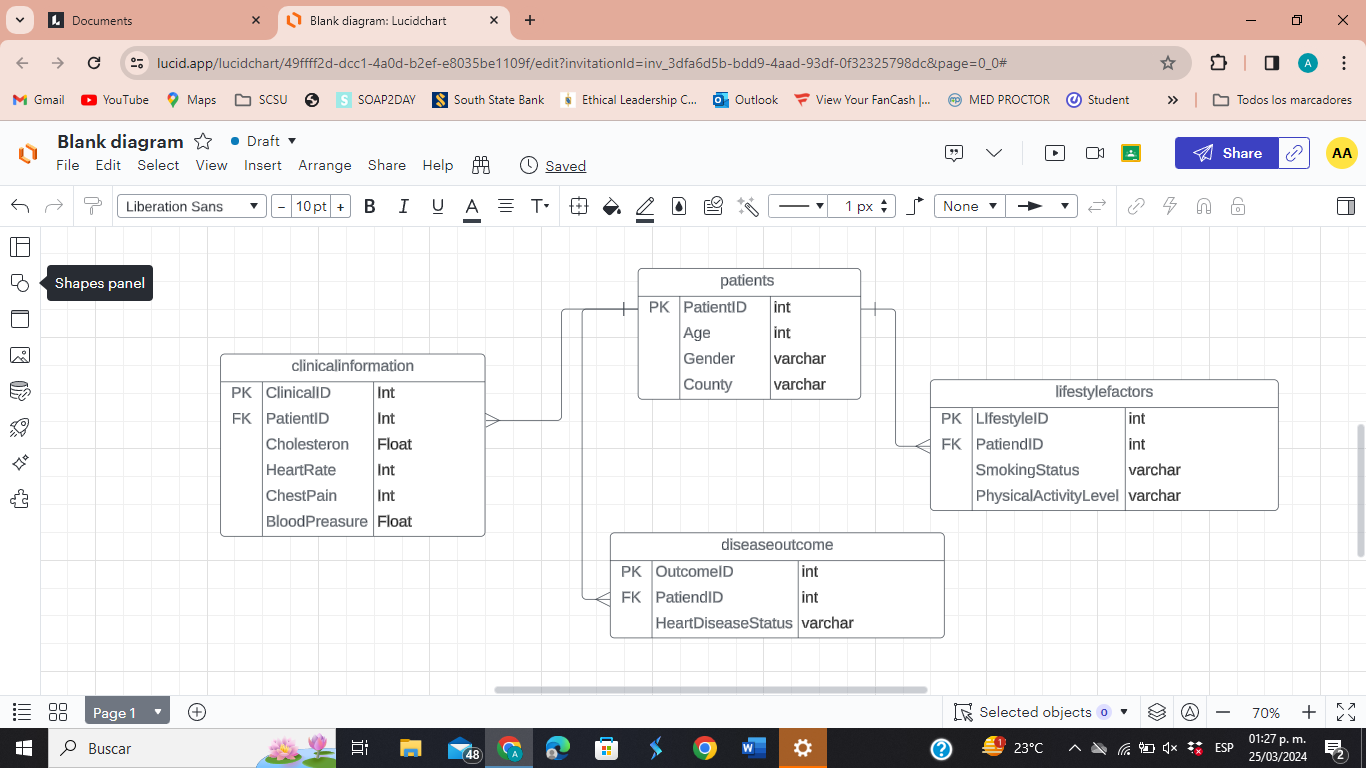 Documents
Blank diagram: Lucidchart
lucid.app/lucidchart/49ffff2d-dcc1-4a0d-b2ef-e8035be1109f/edit?invitationId=inv_3dfa6d5b-bdd9-4aad-93df-0f32325798dc&page=0_0#
A
Gmail YouTube Maps SCSU SOAP2DAY South State Bank Ethical Leadership C... Outlook View Your FanCash |... MED PROCTOR Student » Todos los marcadores
Blank diagram Draft
File Edit Select View Insert Arrange Share Help Saved
Share
AA
Liberation Sans - 10 pt + B I U A T 1 px None
Shapes panel
patients
PK PatientID int
Age int
Gender varchar
County varchar
clinicalinformation
PK ClinicalID Int
FK PatientID Int
Cholesteron Float
HeartRate Int
ChestPain Int
BloodPreasure Float
lifestylefactors
PK LIfestyleID int
FK PatiendID int
SmokingStatus varchar
PhysicalActivityLevel varchar
diseaseoutcome
PK OutcomeID int
FK PatiendID int
HeartDiseaseStatus varchar
Page 1
Selected objects 0
70%
Buscar
48
23°C
ESP
01:27 p. m.
25/03/2024
2